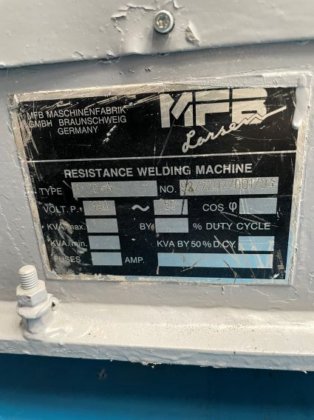 MFB MASCHINENFABRIK
GMBH BRAUNSCHWEIG
GERMANY
MFB
Larsen
RESISTANCE WELDING MACHINE
TYPE NO.
VOLT. P. ~ COS φ
KVA max. BY % DUTY CYCLE
KVA min. KVA BY 50% D.CY.
FUSES AMP.